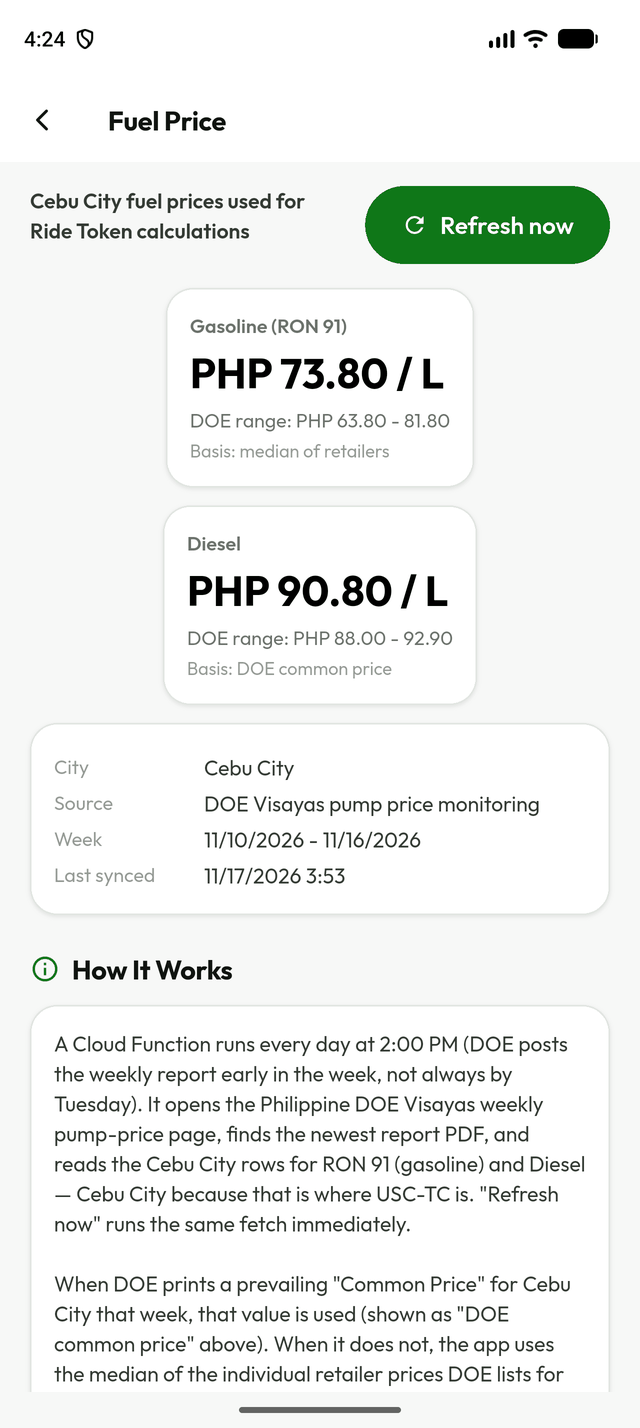 4:24
Fuel Price
Cebu City fuel prices used for
Ride Token calculations
Refresh now
Gasoline (RON 91)
PHP 73.80 / L
DOE range: PHP 63.80 - 81.80
Basis: median of retailers
Diesel
PHP 90.80 / L
DOE range: PHP 88.00 - 92.90
Basis: DOE common price
City Cebu City
Source DOE Visayas pump price monitoring
Week 11/10/2026 - 11/16/2026
Last synced 11/17/2026 3:53
How It Works
A Cloud Function runs every day at 2:00 PM (DOE posts
the weekly report early in the week, not always by
Tuesday). It opens the Philippine DOE Visayas weekly
pump-price page, finds the newest report PDF, and
reads the Cebu City rows for RON 91 (gasoline) and Diesel
— Cebu City because that is where USC-TC is. "Refresh
now" runs the same fetch immediately.
When DOE prints a prevailing "Common Price" for Cebu
City that week, that value is used (shown as "DOE
common price" above). When it does not, the app uses
the median of the individual retailer prices DOE lists for